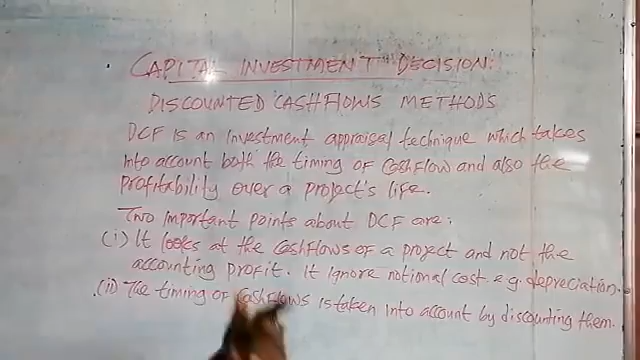 CAPITAL INVESTMENT DECISION:
DISCOUNTED CASHFLOWS METHODS
DCF is an investment appraisal technique which takes
into account both the timing of cashflow and also the
profitability over a project's life.
Two important points about DCF are:
(i) It looks at the cashflows of a project and not the
accounting profit. It ignore notional cost e.g. depreciation.
(ii) The timing of cashflows is taken into account by discounting them.